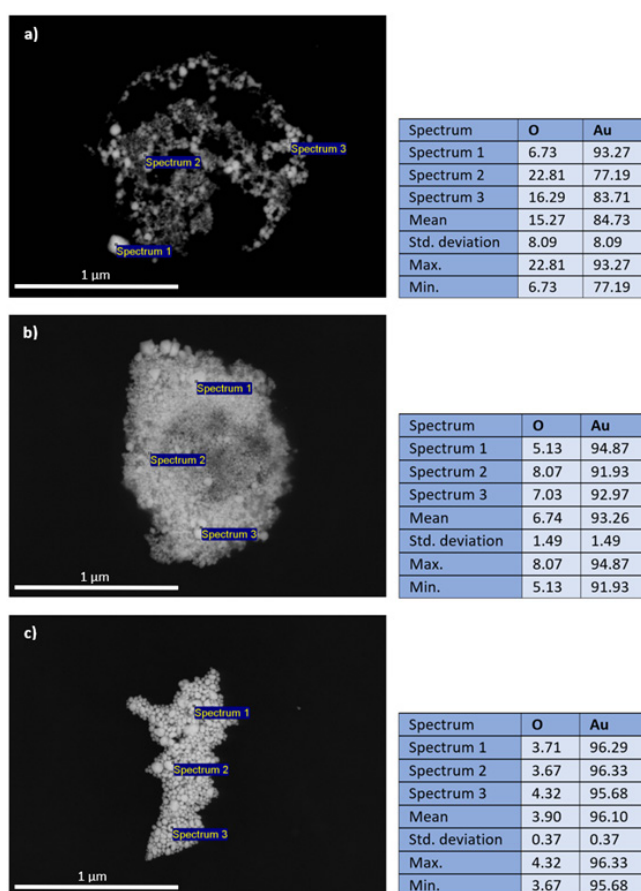 a)
Spectrum 3
Spectrum 2
Spectrum 1
1 µm
Spectrum O Au
Spectrum 1 6.73 93.27
Spectrum 2 22.81 77.19
Spectrum 3 16.29 83.71
Mean 15.27 84.73
Std. deviation 8.09 8.09
Max. 22.81 93.27
Min. 6.73 77.19
b)
Spectrum 1
Spectrum 2
Spectrum 3
1 µm
Spectrum O Au
Spectrum 1 5.13 94.87
Spectrum 2 8.07 91.93
Spectrum 3 7.03 92.97
Mean 6.74 93.26
Std. deviation 1.49 1.49
Max. 8.07 94.87
Min. 5.13 91.93
c)
Spectrum 1
Spectrum 2
Spectrum 3
1 µm
Spectrum O Au
Spectrum 1 3.71 96.29
Spectrum 2 3.67 96.33
Spectrum 3 4.32 95.68
Mean 3.90 96.10
Std. deviation 0.37 0.37
Max. 4.32 96.33
Min. 3.67 95.68